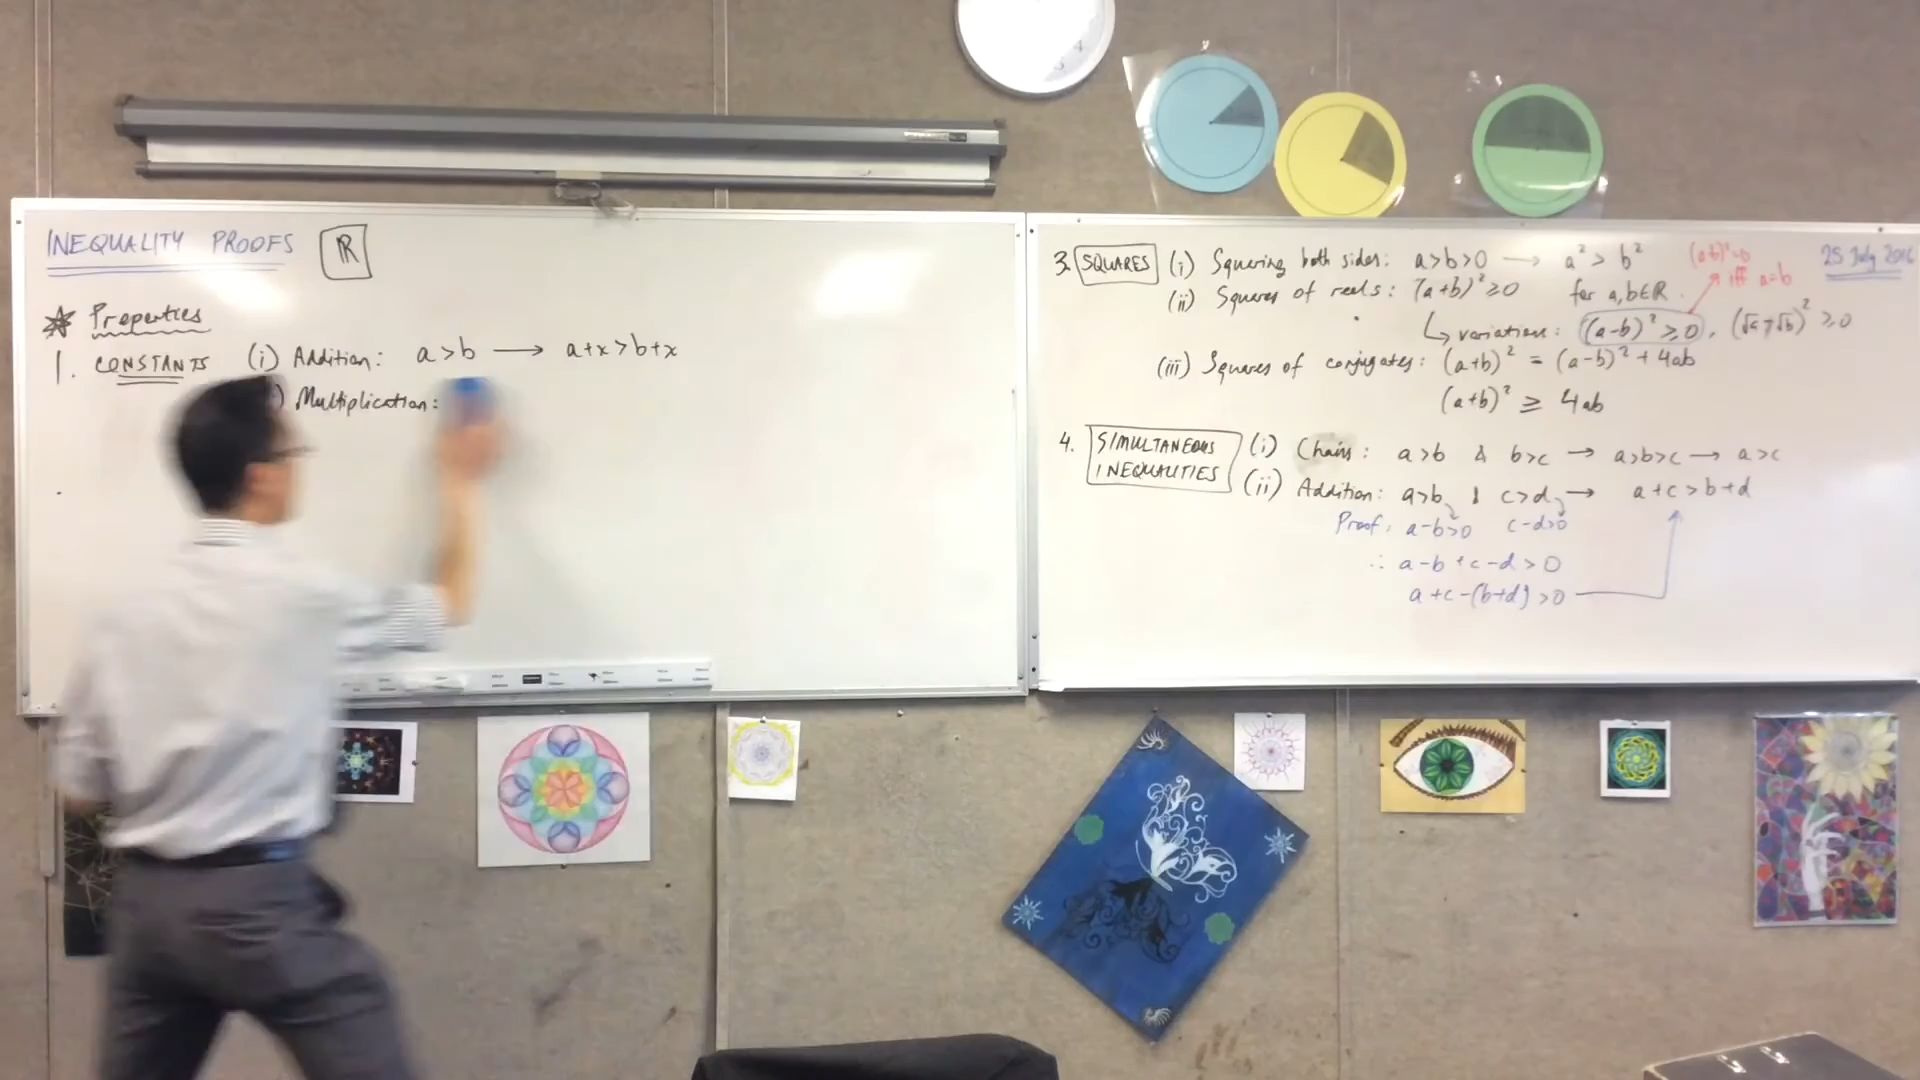 INEQUALITY PROOFS ℝ
★ Properties
1. CONSTANTS (i) Addition: a>b ⟶ a+x>b+x
Multiplication:
3. SQUARES (i) Squaring both sides: a>b>0 ⟶ a²>b²
(ii) Squares of reals: (a+b)²≥0 for a,b∈ℝ.
↳ variations: (a-b)²≥0, (√a-√b)²≥0
(iii) Squares of conjugates: (a+b)² = (a-b)² + 4ab
(a+b)² ≥ 4ab
4. SIMULTANEOUS INEQUALITIES (i) Chains: a>b & b>c → a>b>c → a>c
(ii) Addition: a>b & c>d → a+c>b+d
Proof: a-b>0 c-d>0
∴ a-b+c-d>0
a+c-(b+d)>0
(a-b)²=0
iff a=b
25 July 2016